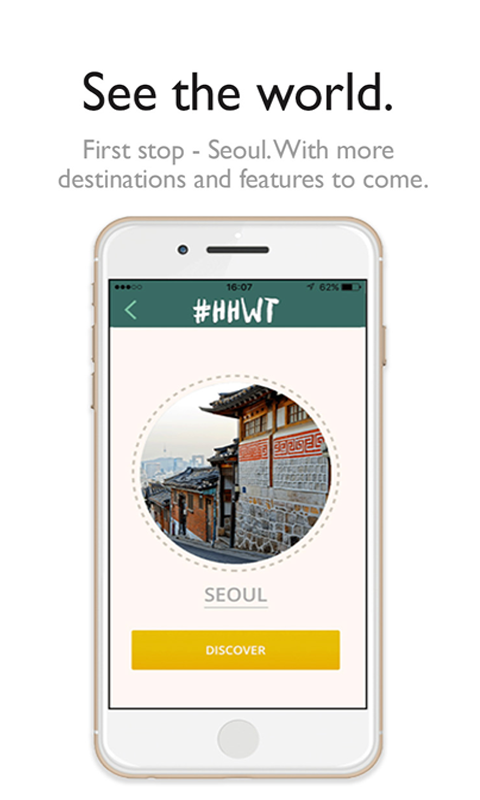 See the world.
First stop - Seoul.With more
destinations and features to come.
16:07
62%
#HHWT
SEOUL
DISCOVER